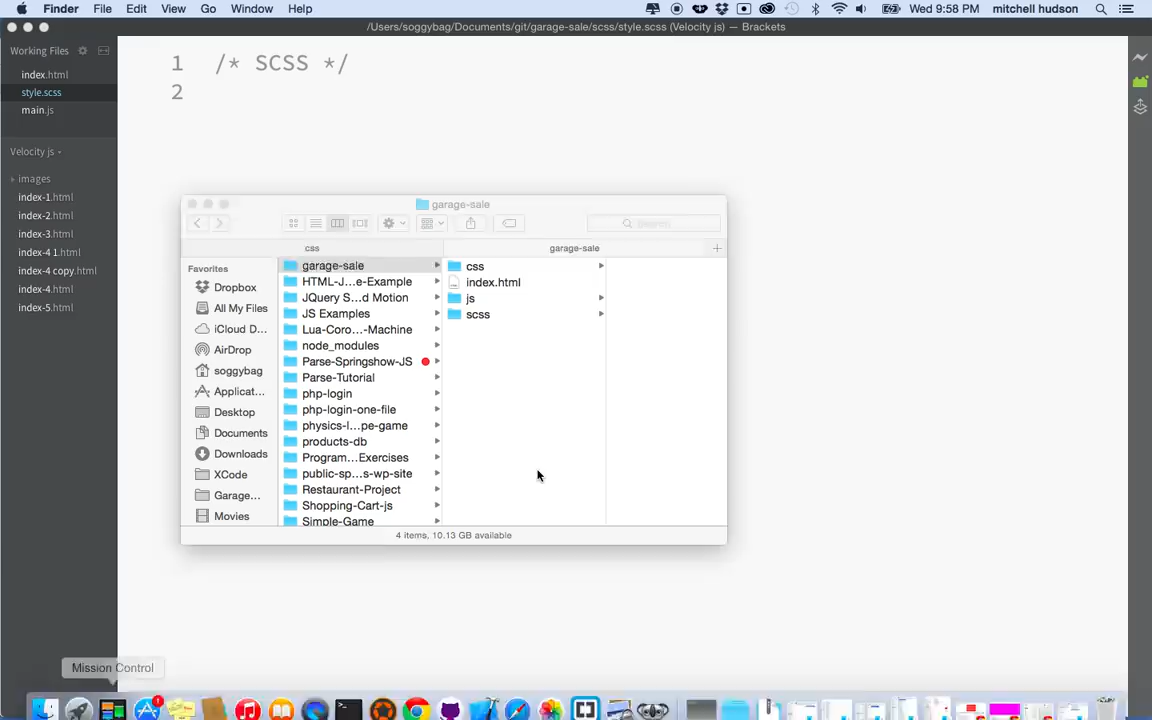 Finder File Edit View Go Window Help Wed 9:58 PM mitchell hudson
/Users/soggybag/Documents/git/garage-sale/scss/style.scss (Velocity js) — Brackets
Working Files
index.html
style.scss
main.js
Velocity js
images
index-1.html
index-2.html
index-3.html
index-4 1.html
index-4 copy.html
index-4.html
index-5.html
1 /* SCSS */
2
garage-sale
Search
css garage-sale
Favorites
Dropbox
All My Files
iCloud D...
AirDrop
soggybag
Applicat...
Desktop
Documents
Downloads
XCode
Garage...
Movies
garage-sale
HTML-J...e-Example
JQuery S...d Motion
JS Examples
Lua-Coro...-Machine
node_modules
Parse-Springshow-JS
Parse-Tutorial
php-login
php-login-one-file
physics-l...pe-game
products-db
Program...Exercises
public-sp...s-wp-site
Restaurant-Project
Shopping-Cart-js
Simple-Game
css
index.html
js
scss
4 items, 10.13 GB available
Mission Control
1